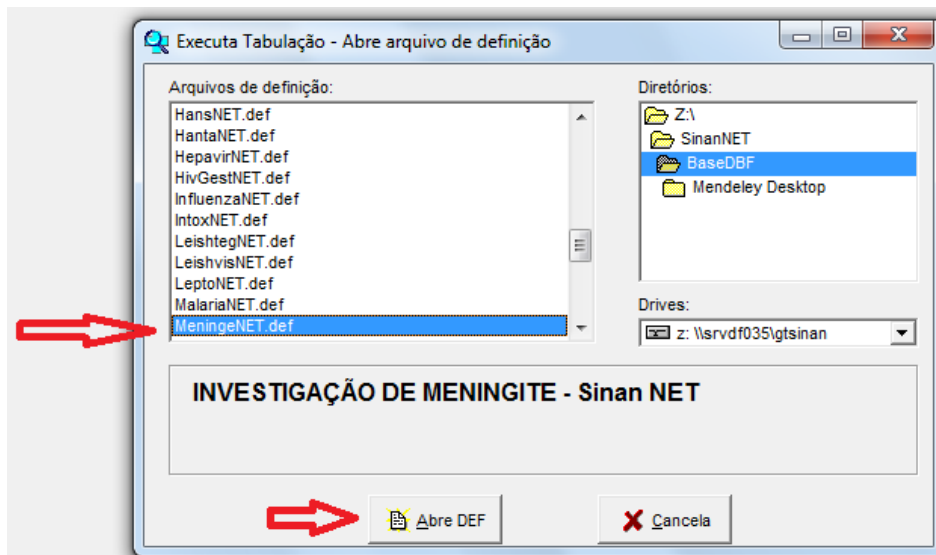 Executa Tabulação - Abre arquivo de definição
Arquivos de definição:
HansNET.def
HantaNET.def
HepavirNET.def
HivGestNET.def
InfluenzaNET.def
IntoxNET.def
LeishtegNET.def
LeishvisNET.def
LeptoNET.def
MalariaNET.def
MeningeNET.def
Diretórios:
Z:\
SinanNET
BaseDBF
Mendeley Desktop
Drives:
z: \\srvdf035\gtsinan
INVESTIGAÇÃO DE MENINGITE - Sinan NET
Abre DEF
Cancela